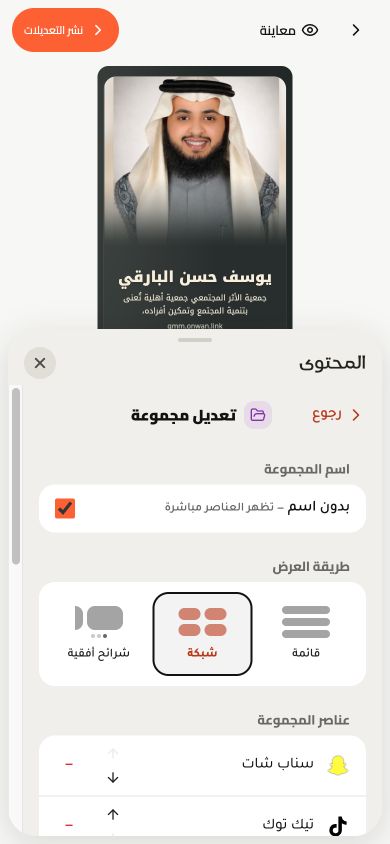 معاينة
نشر التعديلات
يوسف حسن البارقي
جمعية الأثر المجتمعي جمعية أهلية تُعنى
بتنمية المجتمع وتمكين أفراده،
qmm.onwan.link
المحتوى
رجوع
تعديل مجموعة
اسم المجموعة
بدون اسم – تظهر العناصر مباشرة
طريقة العرض
قائمة
شبكة
شرائح أفقية
عناصر المجموعة
سناب شات
تيك توك